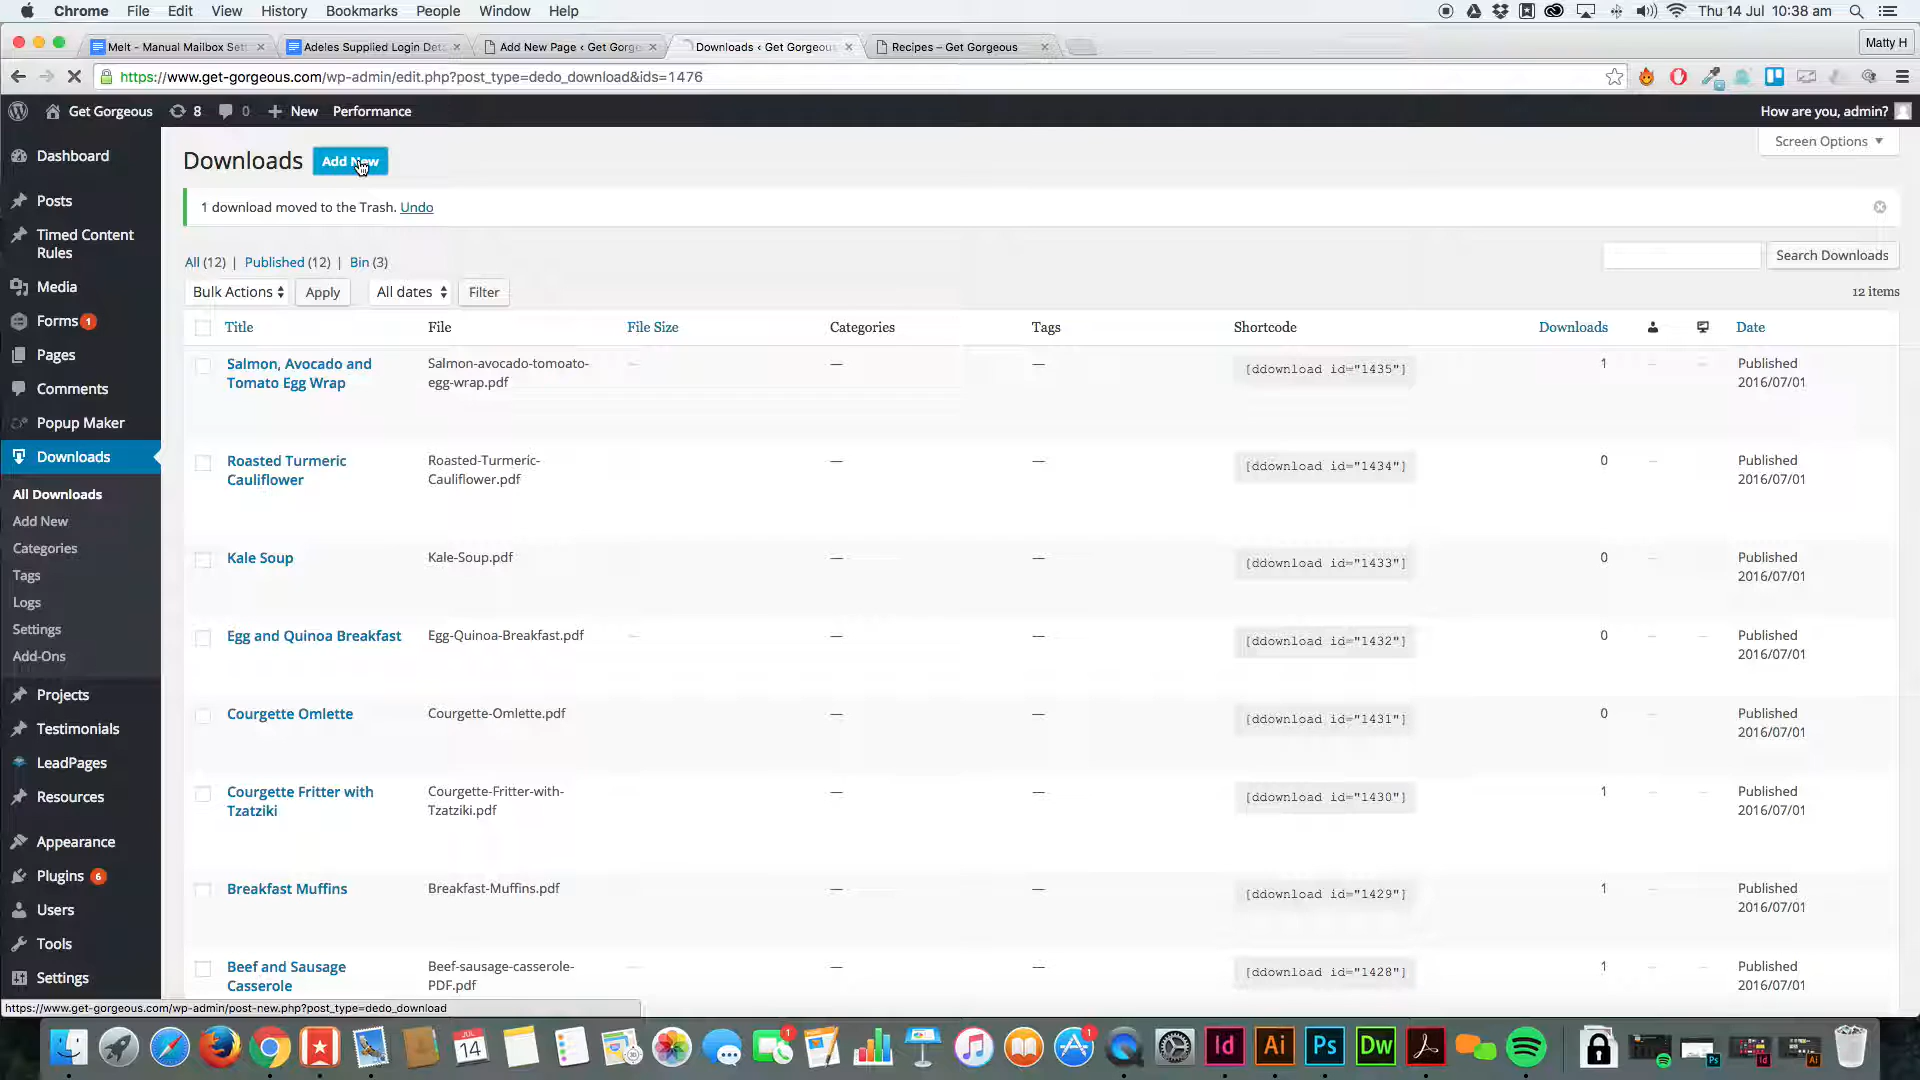 Chrome File Edit View History Bookmarks People Window Help Thu 14 Jul 10:38 am
Melt - Manual Mailbox Set Adeles Supplied Login Det Add New Page ‹ Get Gorge Downloads ‹ Get Gorgeous Recipes – Get Gorgeous Matty H
https://www.get-gorgeous.com/wp-admin/edit.php?post_type=dedo_download&ids=1476
Get Gorgeous 8 0 + New Performance How are you, admin?
Screen Options
Downloads Add New
1 download moved to the Trash. Undo
All (12) | Published (12) | Bin (3)
Search Downloads
Bulk Actions Apply All dates Filter
12 items
Title File File Size Categories Tags Shortcode Downloads Date
Salmon, Avocado and Salmon-avocado-tomoato- — — [ddownload id="1435"] 1 Published
Tomato Egg Wrap egg-wrap.pdf 2016/07/01
Roasted Turmeric Roasted-Turmeric- — — [ddownload id="1434"] 0 Published
Cauliflower Cauliflower.pdf 2016/07/01
Kale Soup Kale-Soup.pdf — — [ddownload id="1433"] 0 Published
2016/07/01
Egg and Quinoa Breakfast Egg-Quinoa-Breakfast.pdf — — [ddownload id="1432"] 0 Published
2016/07/01
Courgette Omlette Courgette-Omlette.pdf — — [ddownload id="1431"] 0 Published
2016/07/01
Courgette Fritter with Courgette-Fritter-with- — — [ddownload id="1430"] 1 Published
Tzatziki Tzatziki.pdf 2016/07/01
Breakfast Muffins Breakfast-Muffins.pdf — — [ddownload id="1429"] 1 Published
2016/07/01
Beef and Sausage Beef-sausage-casserole- — — [ddownload id="1428"] 1 Published
Casserole PDF.pdf 2016/07/01
Dashboard
Posts
Timed Content
Rules
Media
Forms 1
Pages
Comments
Popup Maker
Downloads
All Downloads
Add New
Categories
Tags
Logs
Settings
Add-Ons
Projects
Testimonials
LeadPages
Resources
Appearance
Plugins 6
Users
Tools
Settings
https://www.get-gorgeous.com/wp-admin/post-new.php?post_type=dedo_download
JUL
14 1 1 Id Ai Ps Dw